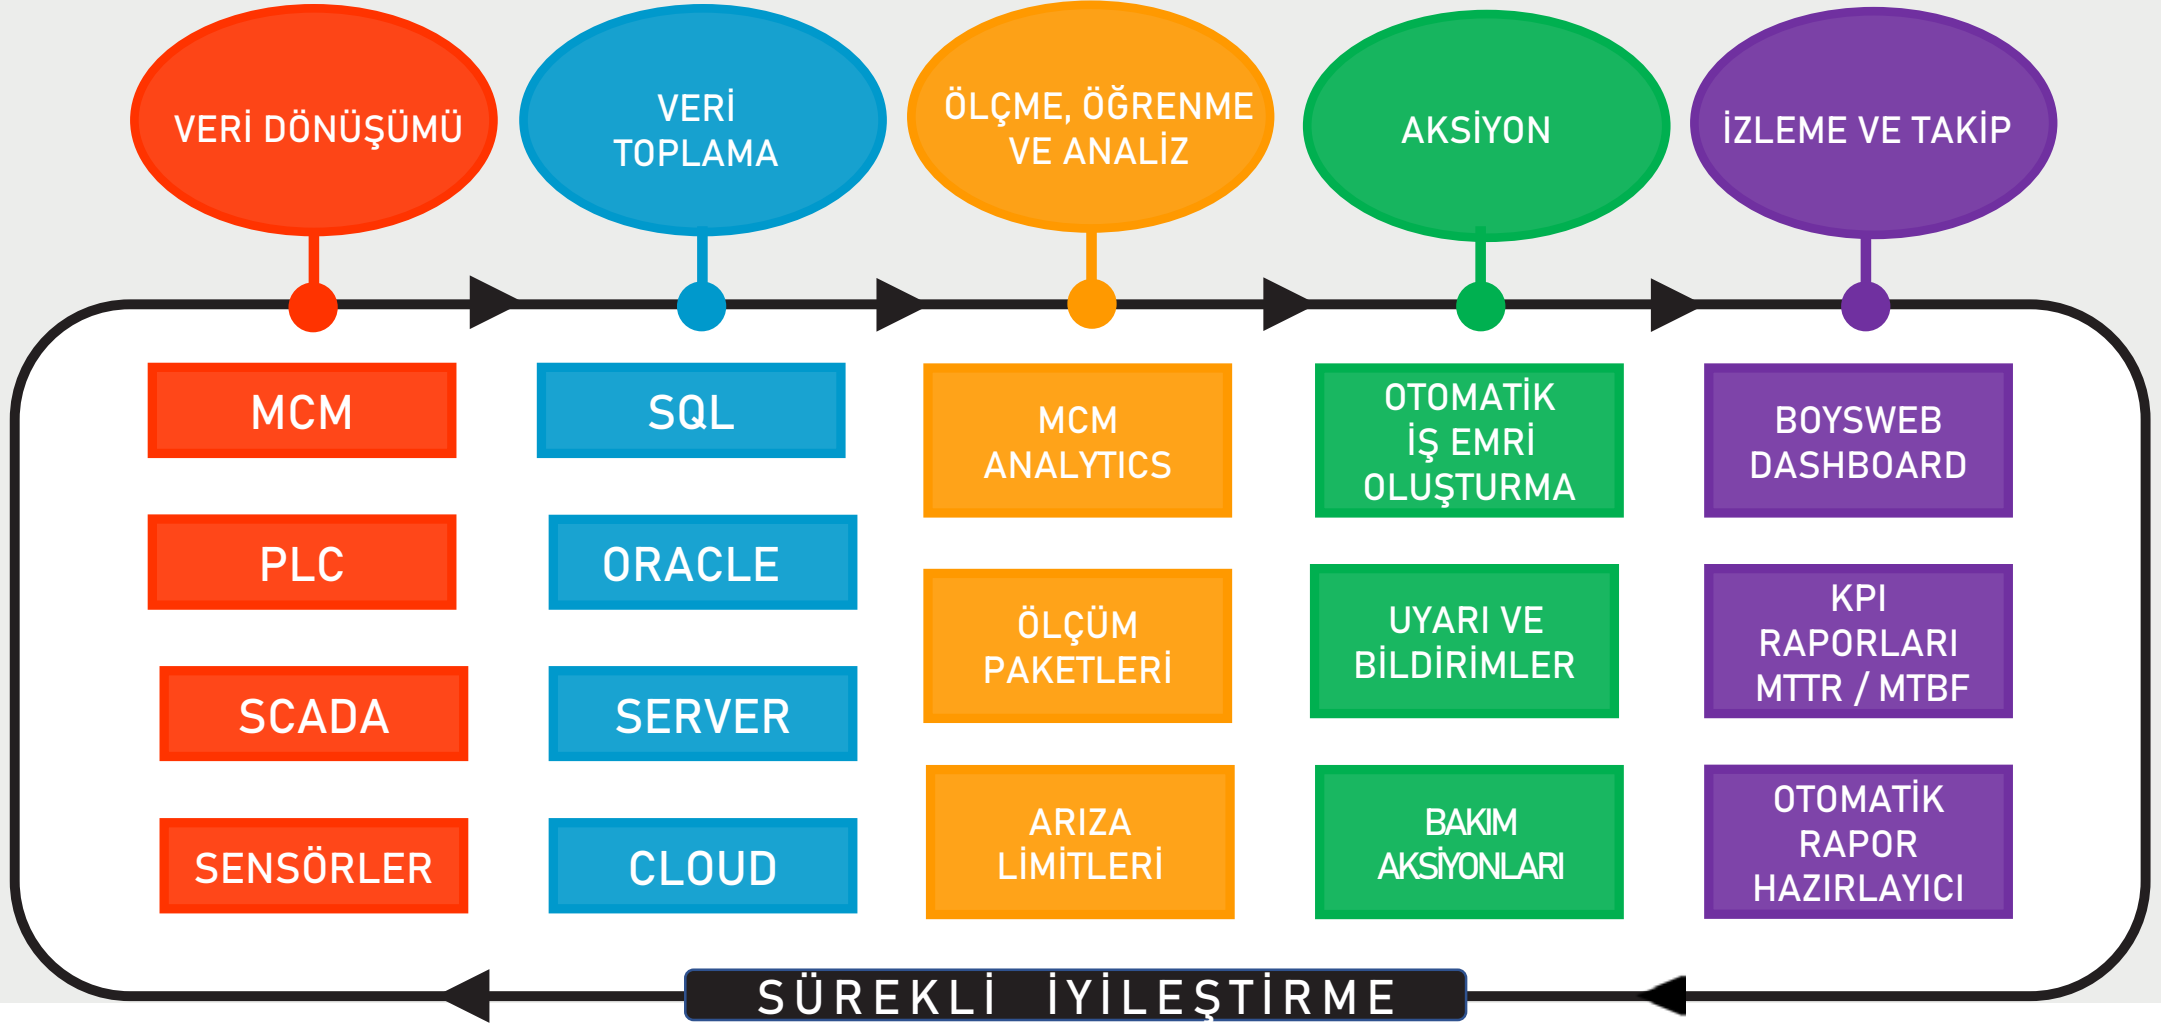 VERİ DÖNÜŞÜMÜ
VERİ
TOPLAMA
ÖLÇME, ÖĞRENME
VE ANALİZ
AKSİYON
İZLEME VE TAKİP
MCM
PLC
SCADA
SENSÖRLER
SQL
ORACLE
SERVER
CLOUD
MCM
ANALYTICS
ÖLÇÜM
PAKETLERİ
ARIZA
LİMİTLERİ
OTOMATİK
İŞ EMRİ
OLUŞTURMA
UYARI VE
BİLDİRİMLER
BAKIM
AKSİYONLARI
BOYSWEB
DASHBOARD
KPI
RAPORLARI
MTTR / MTBF
OTOMATİK
RAPOR
HAZIRLAYICI
SÜREKLİ İYİLEŞTİRME